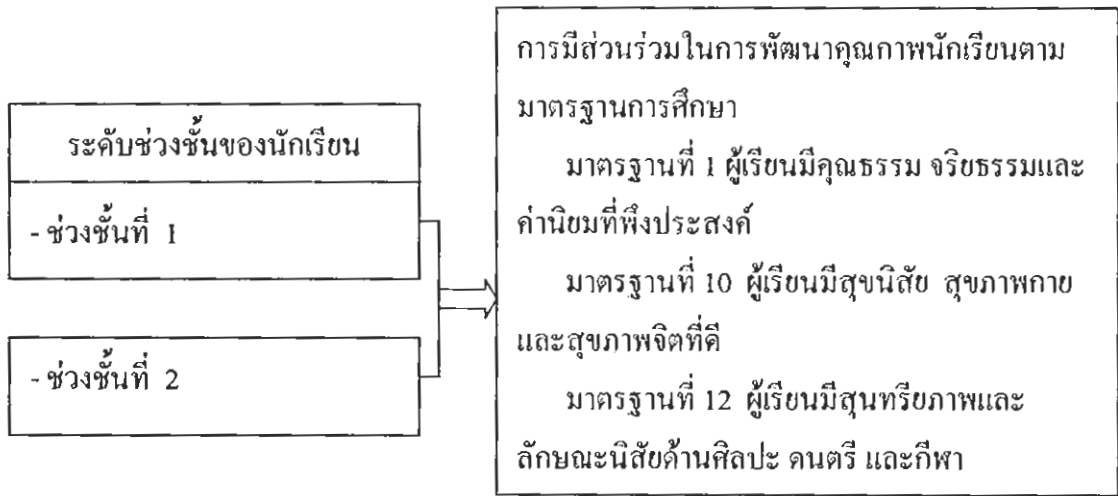 ระดับช่วงชั้นของนักเรียน
- ช่วงชั้นที่ 1
- ช่วงชั้นที่ 2
การมีส่วนร่วมในการพัฒนาคุณภาพนักเรียนตาม
มาตรฐานการศึกษา
มาตรฐานที่ 1 ผู้เรียนมีคุณธรรม จริยธรรมและ
ค่านิยมที่พึงประสงค์
มาตรฐานที่ 10 ผู้เรียนมีสุขนิสัย สุขภาพกาย
และสุขภาพจิตที่ดี
มาตรฐานที่ 12 ผู้เรียนมีสุนทรียภาพและ
ลักษณะนิสัยด้านศิลปะ ดนตรี และกีฬา